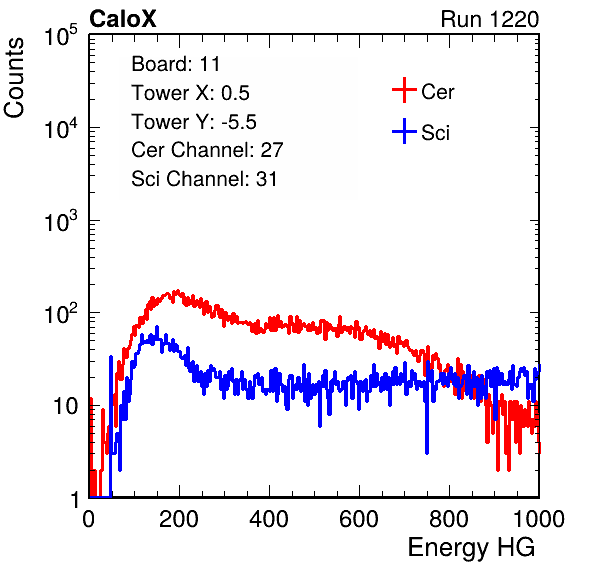 CaloX Run 1220
Counts
Board: 11
Tower X: 0.5
Tower Y: -5.5
Cer Channel: 27
Sci Channel: 31
Cer
Sci
10^5
10^4
10^3
10^2
10
1
0 200 400 600 800 1000
Energy HG